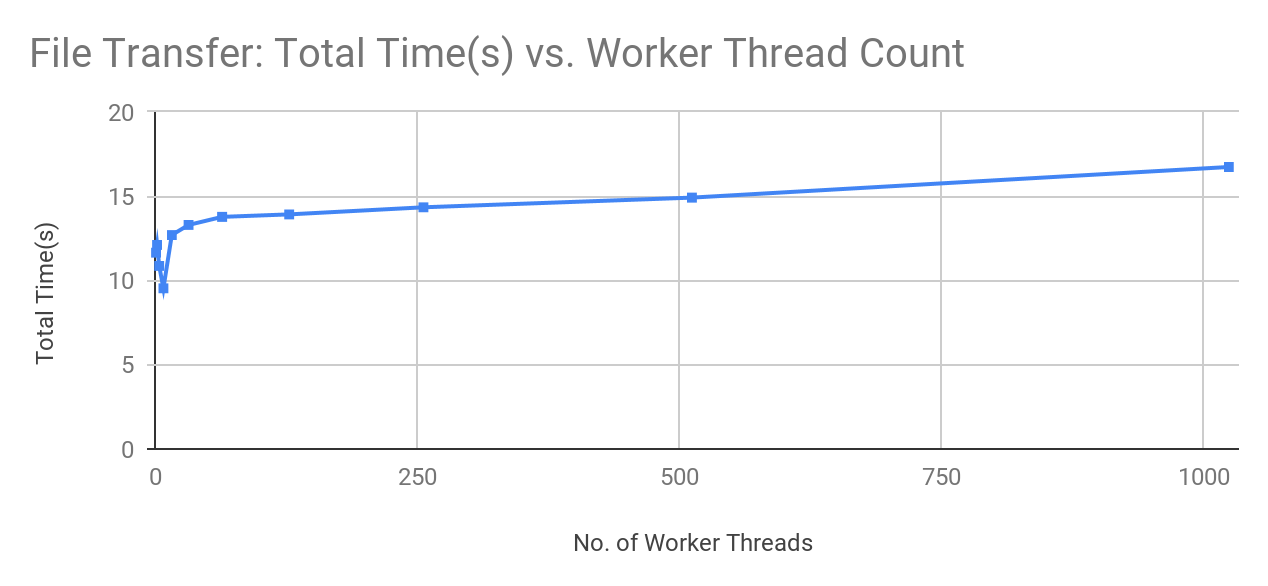 File Transfer: Total Time(s) vs. Worker Thread Count
20
15
10
5
0
Total Time(s)
0 250 500 750 1000
No. of Worker Threads